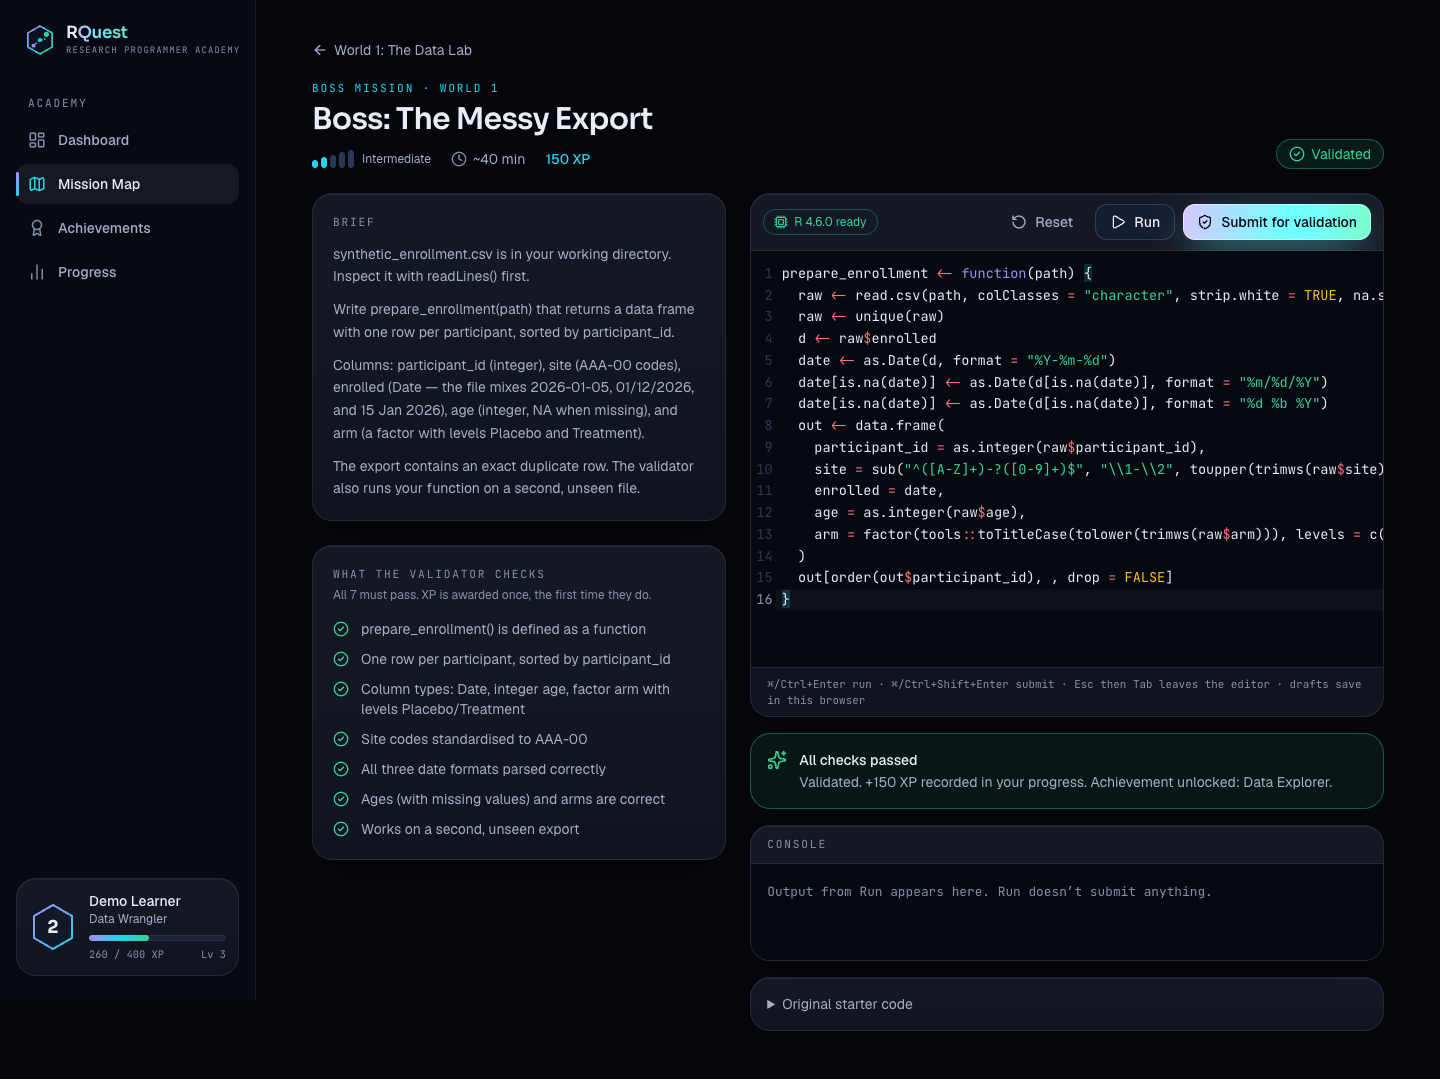 RQuest
RESEARCH PROGRAMMER ACADEMY
ACADEMY
Dashboard
Mission Map
Achievements
Progress
2
Demo Learner
Data Wrangler
260 / 400 XP
Lv 3
World 1: The Data Lab
BOSS MISSION · WORLD 1
Boss: The Messy Export
Intermediate
~40 min
150 XP
Validated
BRIEF
synthetic_enrollment.csv is in your working directory.
Inspect it with readLines() first.
Write prepare_enrollment(path) that returns a data frame
with one row per participant, sorted by participant_id.
Columns: participant_id (integer), site (AAA-00 codes),
enrolled (Date — the file mixes 2026-01-05, 01/12/2026,
and 15 Jan 2026), age (integer, NA when missing), and
arm (a factor with levels Placebo and Treatment).
The export contains an exact duplicate row. The validator
also runs your function on a second, unseen file.
WHAT THE VALIDATOR CHECKS
All 7 must pass. XP is awarded once, the first time they do.
prepare_enrollment() is defined as a function
One row per participant, sorted by participant_id
Column types: Date, integer age, factor arm with
levels Placebo/Treatment
Site codes standardised to AAA-00
All three date formats parsed correctly
Ages (with missing values) and arms are correct
Works on a second, unseen export
R 4.6.0 ready
Reset
Run
Submit for validation
1 prepare_enrollment <- function(path) {
2   raw <- read.csv(path, colClasses = "character", strip.white = TRUE, na.s
3   raw <- unique(raw)
4   d <- raw$enrolled
5   date <- as.Date(d, format = "%Y-%m-%d")
6   date[is.na(date)] <- as.Date(d[is.na(date)], format = "%m/%d/%Y")
7   date[is.na(date)] <- as.Date(d[is.na(date)], format = "%d %b %Y")
8   out <- data.frame(
9     participant_id = as.integer(raw$participant_id),
10     site = sub("^([A-Z]+)-?([0-9]+)$", "\\1-\\2", toupper(trimws(raw$site)
11     enrolled = date,
12     age = as.integer(raw$age),
13     arm = factor(tools::toTitleCase(tolower(trimws(raw$arm))), levels = c(
14   )
15   out[order(out$participant_id), , drop = FALSE]
16 }
⌘/Ctrl+Enter run · ⌘/Ctrl+Shift+Enter submit · Esc then Tab leaves the editor · drafts save
in this browser
All checks passed
Validated. +150 XP recorded in your progress. Achievement unlocked: Data Explorer.
CONSOLE
Output from Run appears here. Run doesn’t submit anything.
Original starter code